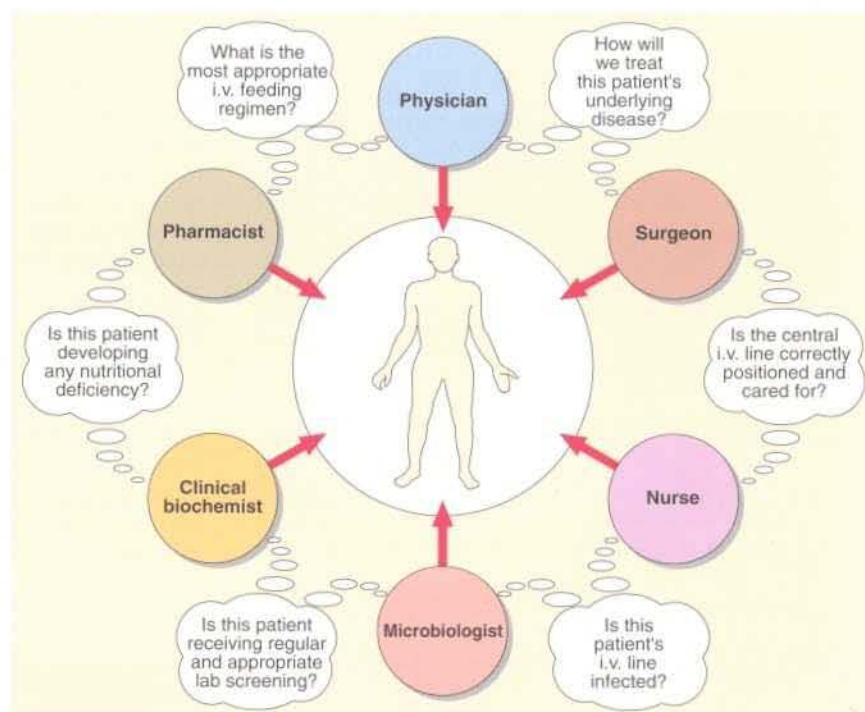 What is the
most appropriate
i.v. feeding
regimen?
Physician
How will
we treat
this patient's
underlying
disease?
Pharmacist
Surgeon
Is this patient
developing
any nutritional
deficiency?
Is the central
i.v. line correctly
positioned and
cared for?
Clinical
biochemist
Nurse
Is this patient
receiving regular
and appropriate
lab screening?
Microbiologist
Is this
patient's
i.v. line
infected?